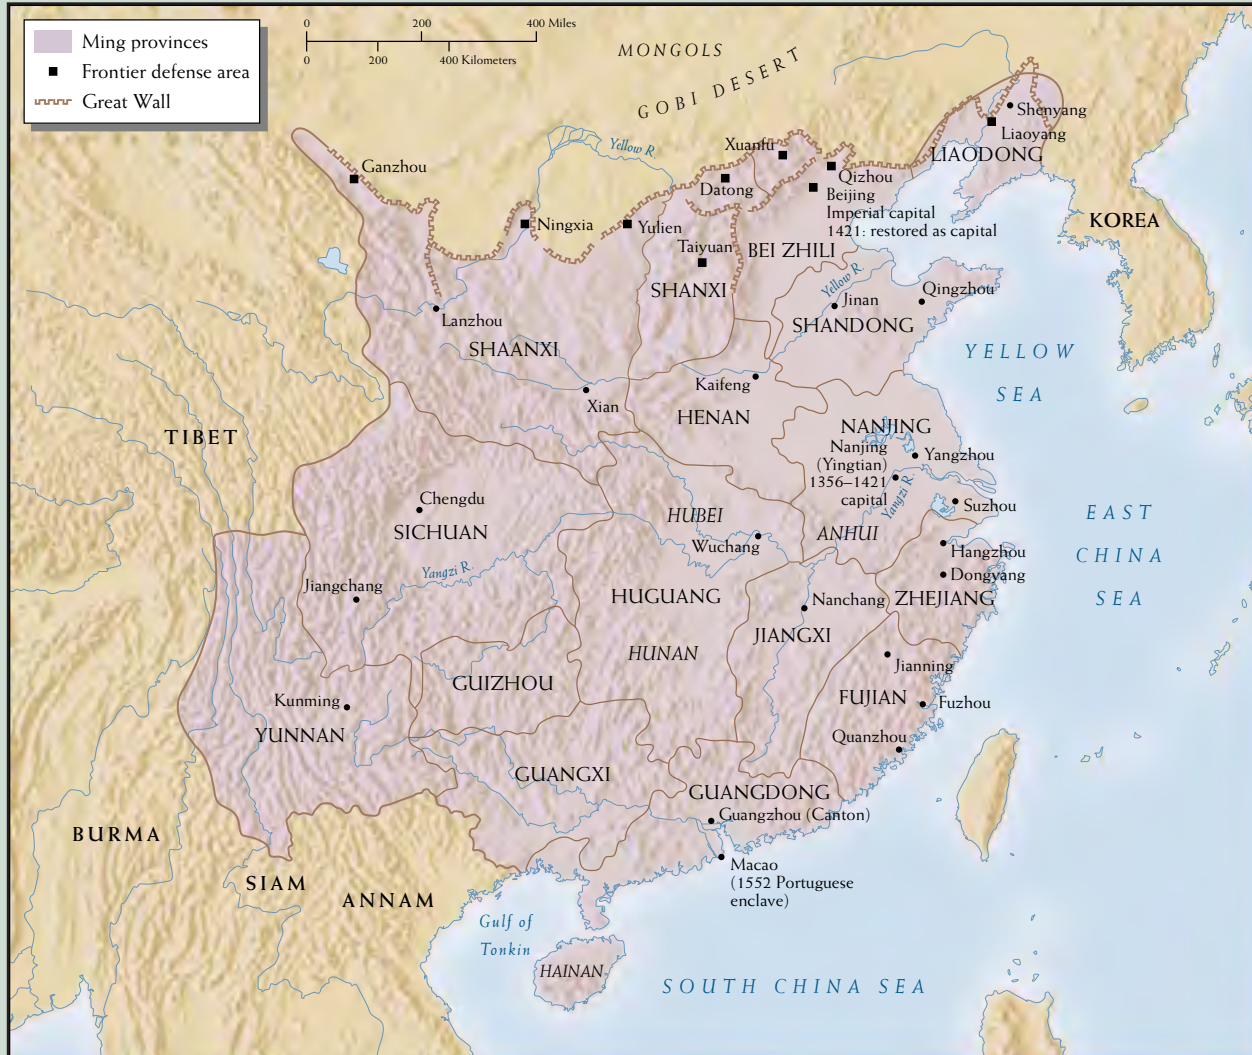 Ming provinces
Frontier defense area
Great Wall
0
200
400 Miles
0
200
400 Kilometers
MONGOLS
GOBI DESERT
Yellow R.
Ganzhou
Ningxia
Yulien
Datong
Xuanfu
Qizhou
Beijing
Imperial capital
1421: restored as capital
Shenyang
Liaoyang
LIAODONG
KOREA
Taiyuan
SHANXI
BEI ZHILI
Yellow R.
Jinan
Qingzhou
SHANDONG
Lanzhou
SHAANXI
Xian
Kaifeng
HENAN
YELLOW
SEA
TIBET
NANJING
Nanjing
(Yingtian)
1356–1421
capital
Yangzhou
Yangzi R.
Suzhou
Chengdu
SICHUAN
HUBEI
Wuchang
ANHUI
Hangzhou
Dongyang
ZHEJIANG
EAST
CHINA
SEA
Jiangchang
Yangzi R.
HUGUANG
HUNAN
Nanchang
JIANGXI
Jianning
FUJIAN
Fuzhou
Quanzhou
GUIZHOU
Kunming
YUNNAN
GUANGXI
GUANGDONG
Guangzhou (Canton)
Macao
(1552 Portuguese
enclave)
BURMA
SIAM
ANNAM
Gulf of
Tonkin
HAINAN
SOUTH CHINA SEA